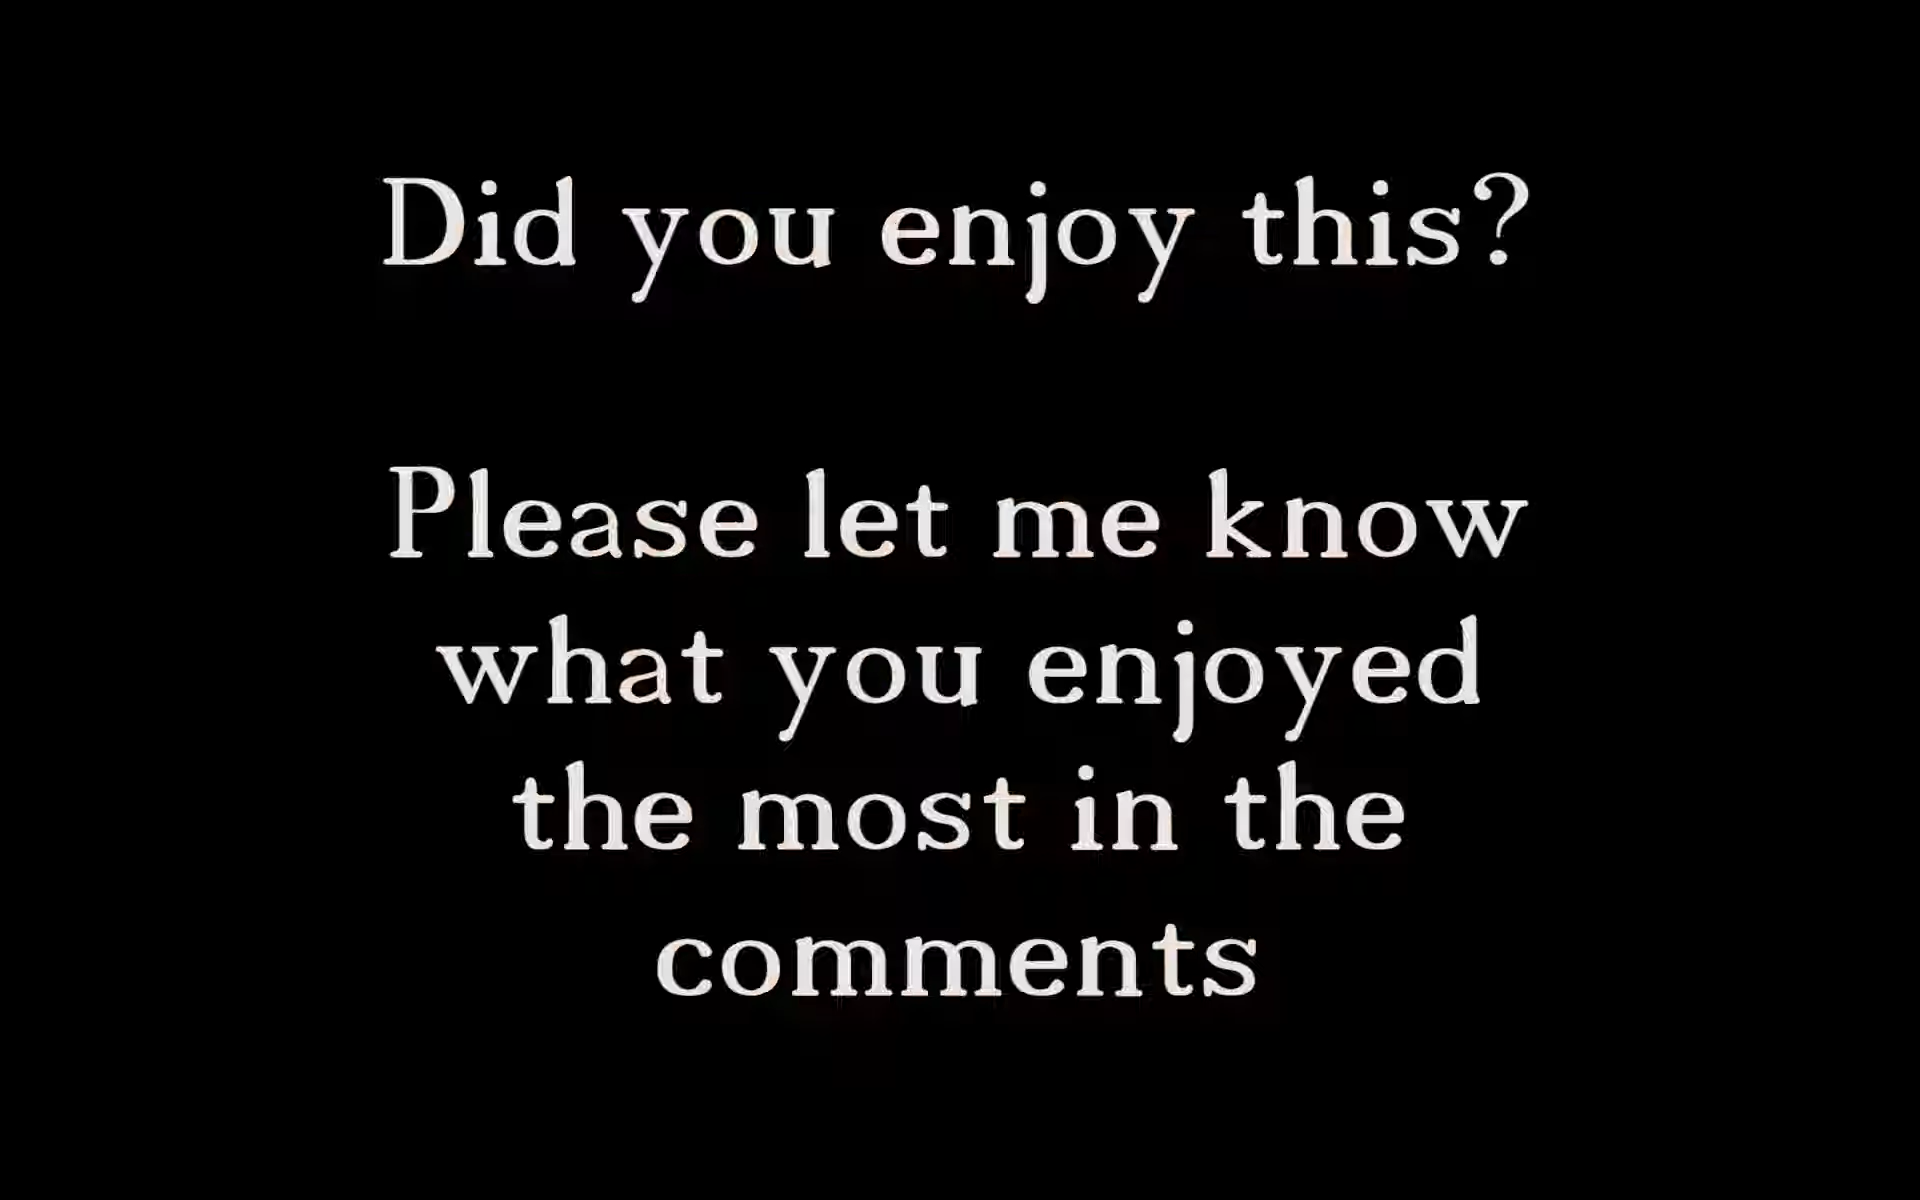 Did you enjoy this?
Please let me know
what you enjoyed
the most in the
comments